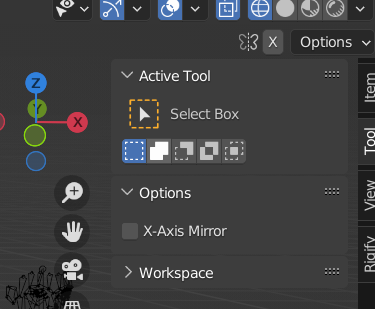 X
Options
Active Tool
Z
Y
X
Select Box
Options
X-Axis Mirror
Workspace
Item
Tool
View
Rigify